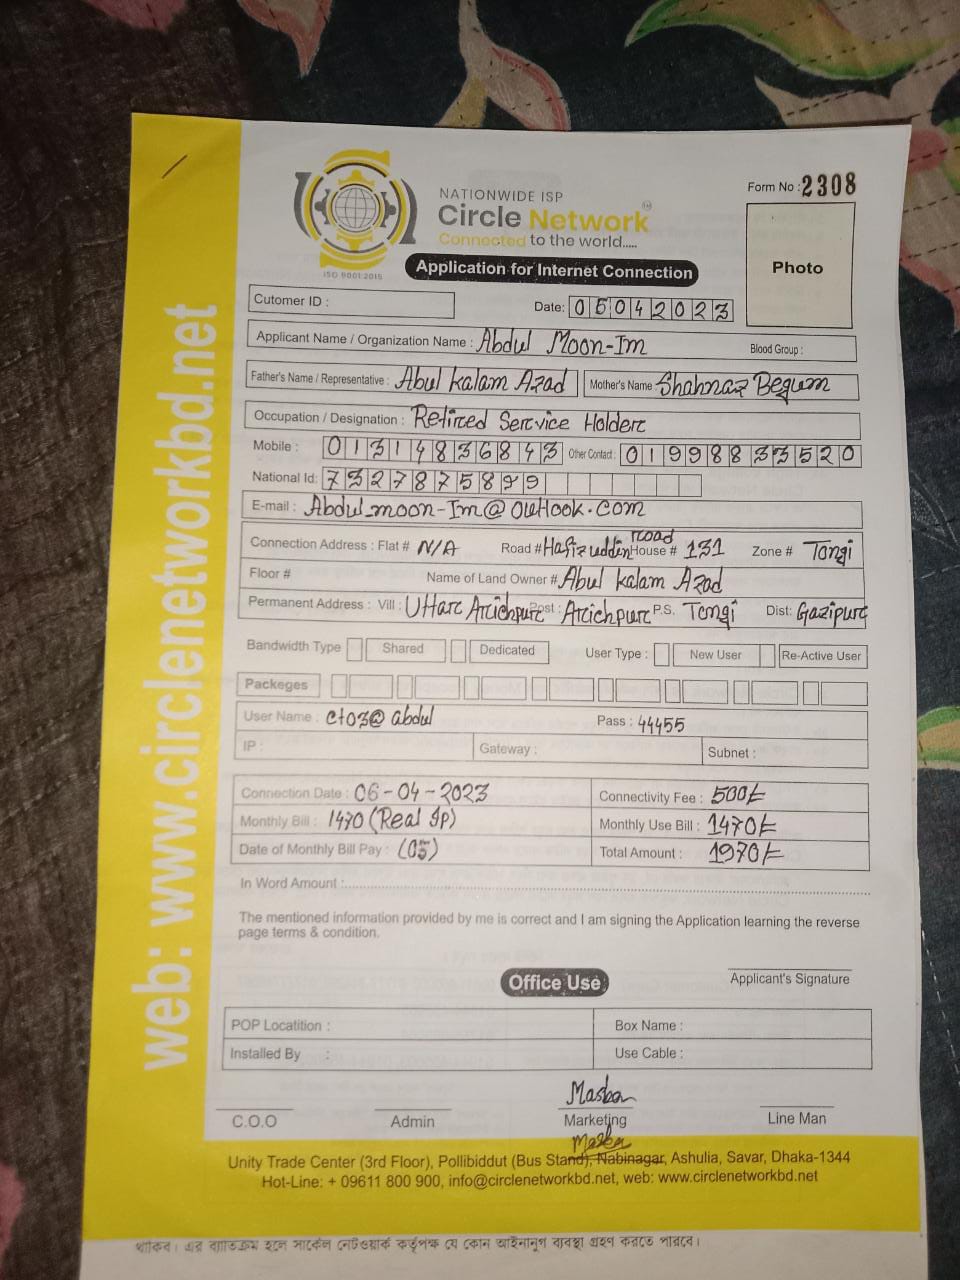 web: www.circlenetworkbd.net
NATIONWIDE ISP
Circle Network™
Connected to the world.....
ISO 9001:2015
Form No : 2308
Photo
Application for Internet Connection
Cutomer ID :
Date: 05042023
Applicant Name / Organization Name : Abdul Moon-Im Blood Group :
Father's Name / Representative : Abul Kalam Azad Mother's Name Shahnaz Begum
Occupation / Designation : Retired Service Holder
Mobile : 01314836843 Other Contact : 01998833520
National Id: 7327875899
E-mail : Abdul_moon-Im@outlook.com
Connection Address : Flat # N/A Road # Hafiz uddin road House # 131 Zone # Tongi
Floor # Name of Land Owner # Abul Kalam Azad
Permanent Address : Vill : Uttar Arichpur Post : Arichpur P.S. Tongi Dist: Gazipur
Bandwidth Type Shared Dedicated User Type : New User Re-Active User
Packeges
User Name : ct03@abdul Pass : 44455
IP : Gateway : Subnet :
Connection Date : 06-04-2023 Connectivity Fee : 500/=
Monthly Bill : 1470 (Real Ip) Monthly Use Bill : 1470/=
Date of Monthly Bill Pay : (05) Total Amount : 1970/=
In Word Amount :
The mentioned information provided by me is correct and I am signing the Application learning the reverse
page terms & condition.
Applicant's Signature
Office Use
POP Locatition : Box Name :
Installed By : Use Cable :
C.O.O Admin Marketing Line Man
Unity Trade Center (3rd Floor), Pollibiddut (Bus Stand), Nabinagar, Ashulia, Savar, Dhaka-1344
Hot-Line: + 09611 800 900, info@circlenetworkbd.net, web: www.circlenetworkbd.net
থাকিব। এর ব্যতিক্রম হলে সার্কেল নেটওয়ার্ক কর্তৃপক্ষ যে কোন আইনানুগ ব্যবস্থা গ্রহণ করতে পারবে।